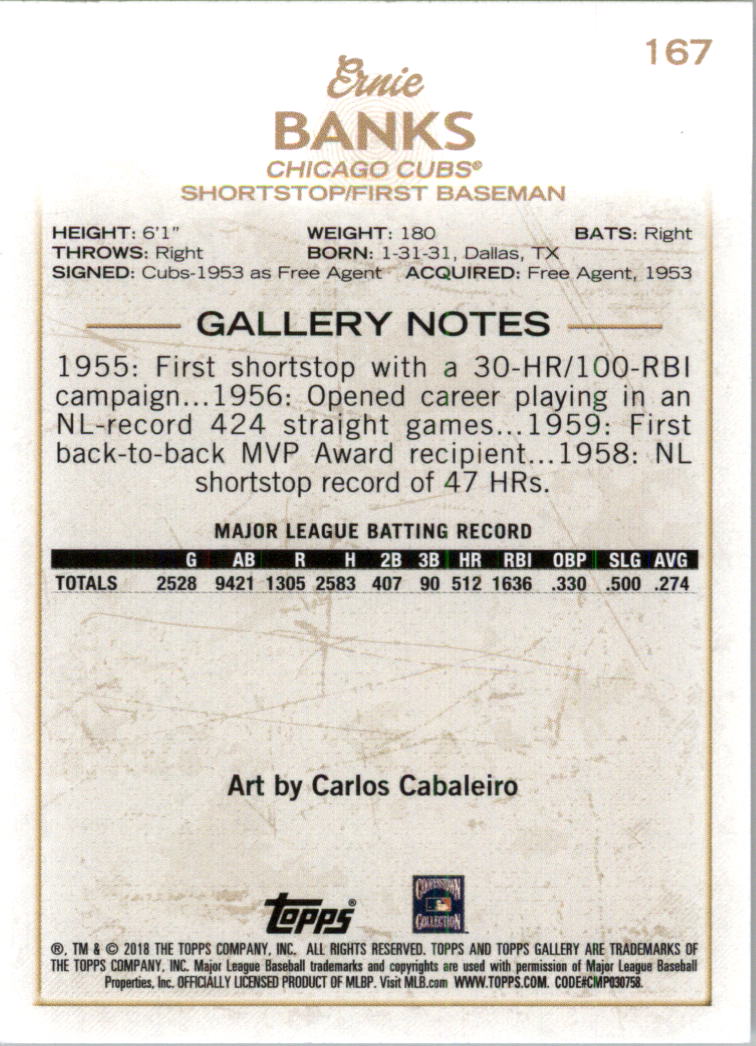 167
Ernie
BANKS
CHICAGO CUBS®
SHORTSTOP/FIRST BASEMAN
HEIGHT: 6'1" WEIGHT: 180 BATS: Right
THROWS: Right BORN: 1-31-31, Dallas, TX
SIGNED: Cubs-1953 as Free Agent ACQUIRED: Free Agent, 1953
GALLERY NOTES
1955: First shortstop with a 30-HR/100-RBI
campaign...1956: Opened career playing in an
NL-record 424 straight games...1959: First
back-to-back MVP Award recipient...1958: NL
shortstop record of 47 HRs.
MAJOR LEAGUE BATTING RECORD
G AB R H 2B 3B HR RBI OBP SLG AVG
TOTALS 2528 9421 1305 2583 407 90 512 1636 .330 .500 .274
Art by Carlos Cabaleiro
topps®
COOPERSTOWN
COLLECTION
®, TM & © 2018 THE TOPPS COMPANY, INC. ALL RIGHTS RESERVED. TOPPS AND TOPPS GALLERY ARE TRADEMARKS OF
THE TOPPS COMPANY, INC. Major League Baseball trademarks and copyrights are used with permission of Major League Baseball
Properties, Inc. OFFICIALLY LICENSED PRODUCT OF MLBP. Visit MLB.com WWW.TOPPS.COM. CODE#CMP030758.